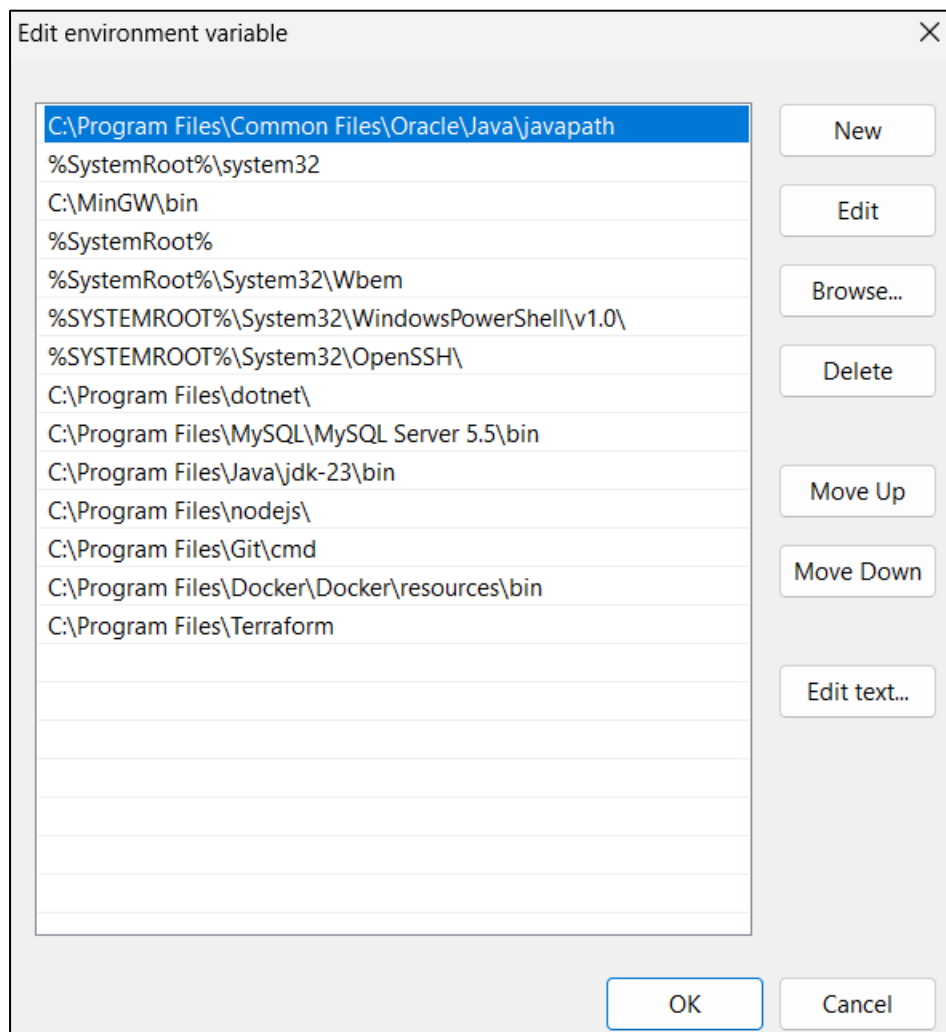 Edit environment variable
C:\Program Files\Common Files\Oracle\Java\javapath
%SystemRoot%\system32
C:\MinGW\bin
%SystemRoot%
%SystemRoot%\System32\Wbem
%SYSTEMROOT%\System32\WindowsPowerShell\v1.0\
%SYSTEMROOT%\System32\OpenSSH\
C:\Program Files\dotnet\
C:\Program Files\MySQL\MySQL Server 5.5\bin
C:\Program Files\Java\jdk-23\bin
C:\Program Files\nodejs\
C:\Program Files\Git\cmd
C:\Program Files\Docker\Docker\resources\bin
C:\Program Files\Terraform
New
Edit
Browse...
Delete
Move Up
Move Down
Edit text...
OK
Cancel